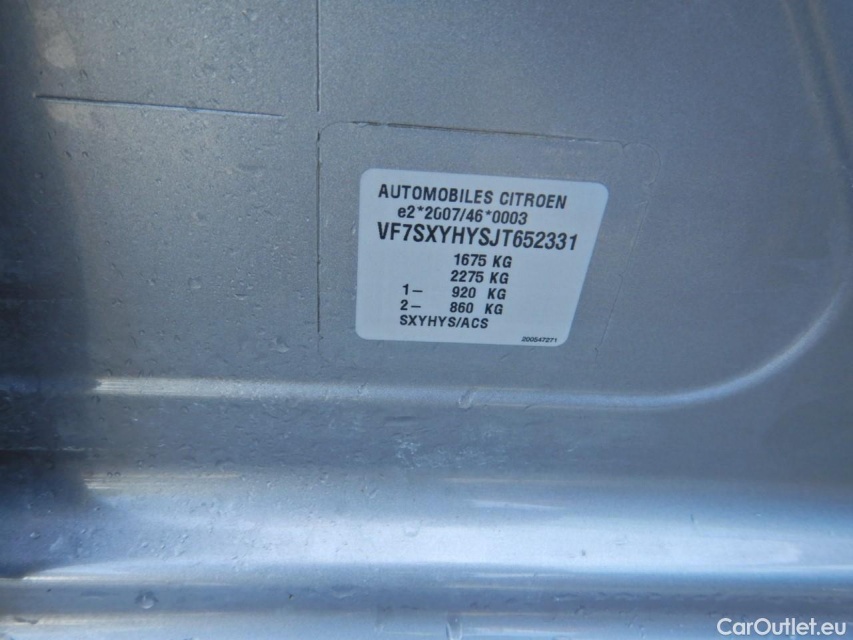 AUTOMOBILES CITROEN
e2*2007/46*0003
VF7SXYHYSJT652331
1675 KG
2275 KG
1- 920 KG
2- 860 KG
SXYHYS/ACS
200547271
CarOutlet.eu